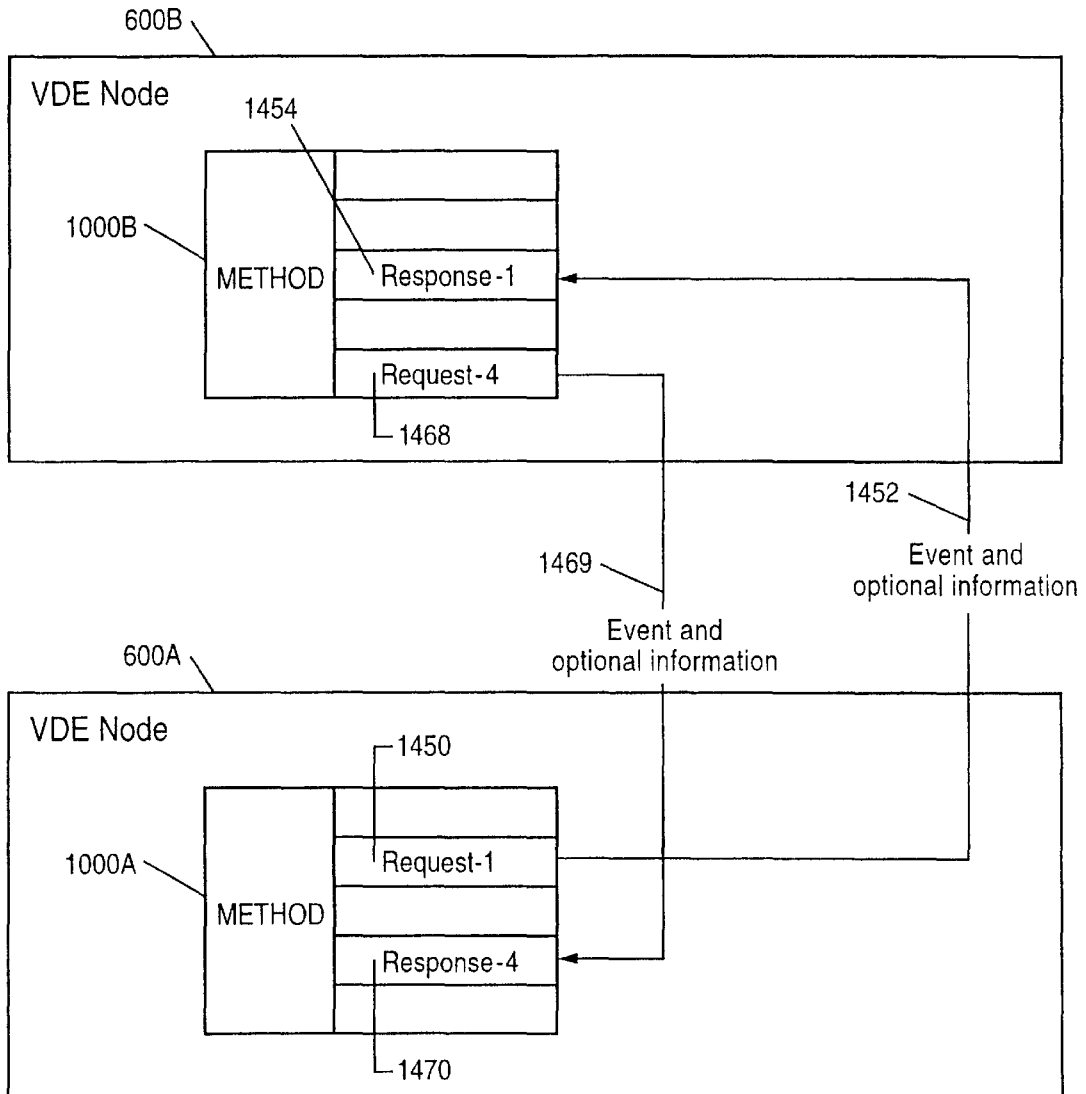 600B
VDE Node
1454
1000B
METHOD
Response-1
Request-4
1468
1452
Event and
optional information
1469
Event and
optional information
600A
VDE Node
1450
1000A
Request-1
METHOD
Response-4
1470